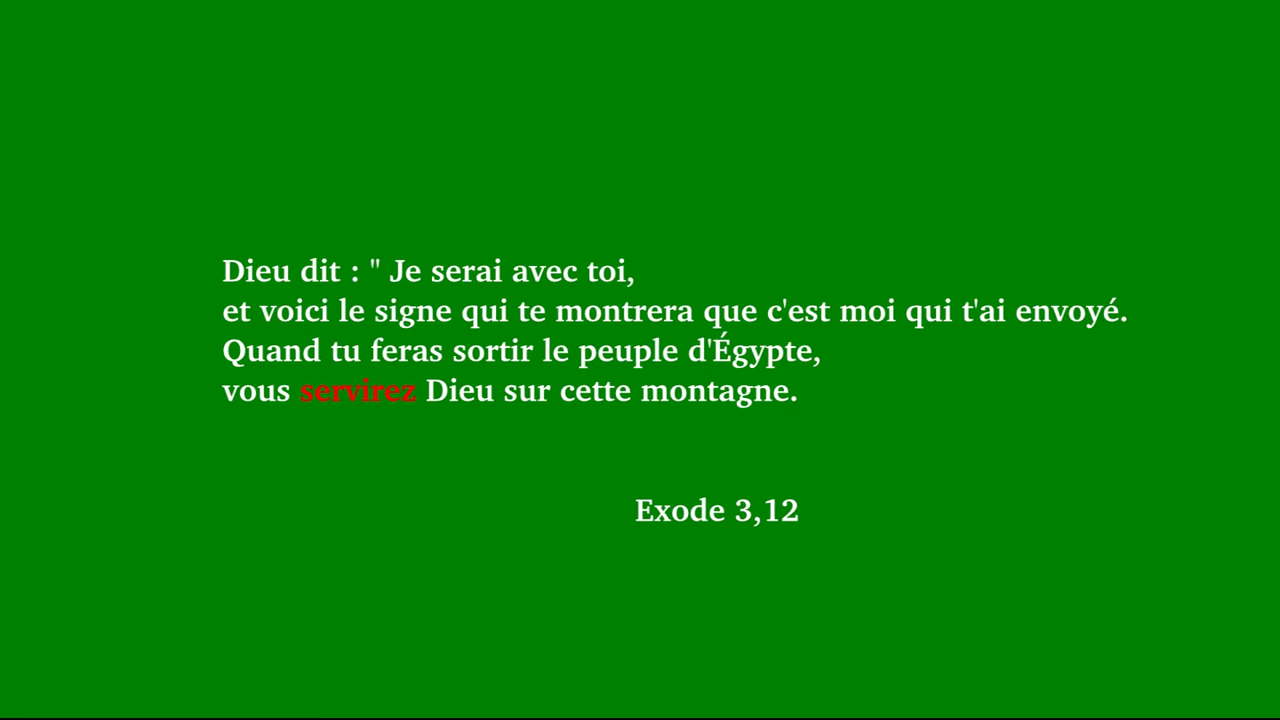 Dieu dit : " Je serai avec toi,
et voici le signe qui te montrera que c'est moi qui t'ai envoyé.
Quand tu feras sortir le peuple d'Égypte,
vous servirez Dieu sur cette montagne.
Exode 3,12